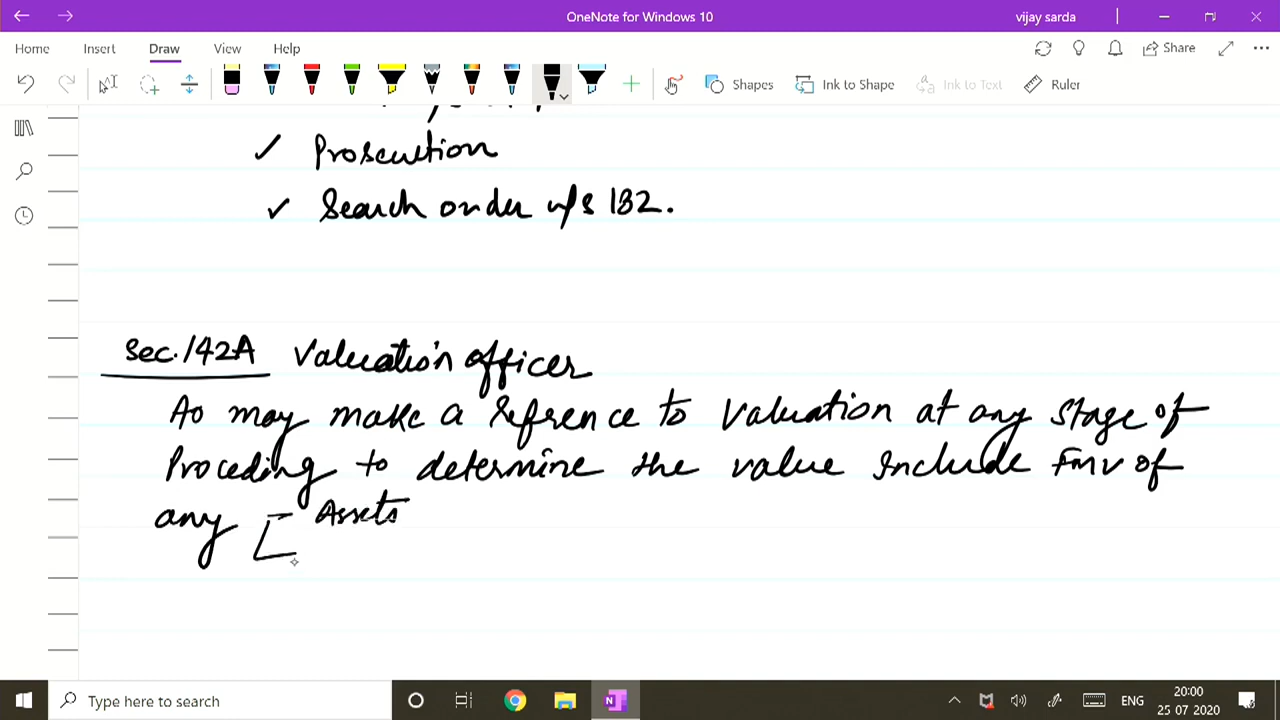 OneNote for Windows 10
vijay sarda
Home Insert Draw View Help
Share
Shapes Ink to Shape Ink to Text Ruler
✓ Proscution
✓ Search order u/s 132.
Sec. 142A Valuation officer
AO may make a refrence to Valuation at any stage of
Proceding to determine the value include FMV of
any Assets
Type here to search
ENG
20:00
25-07-2020
3